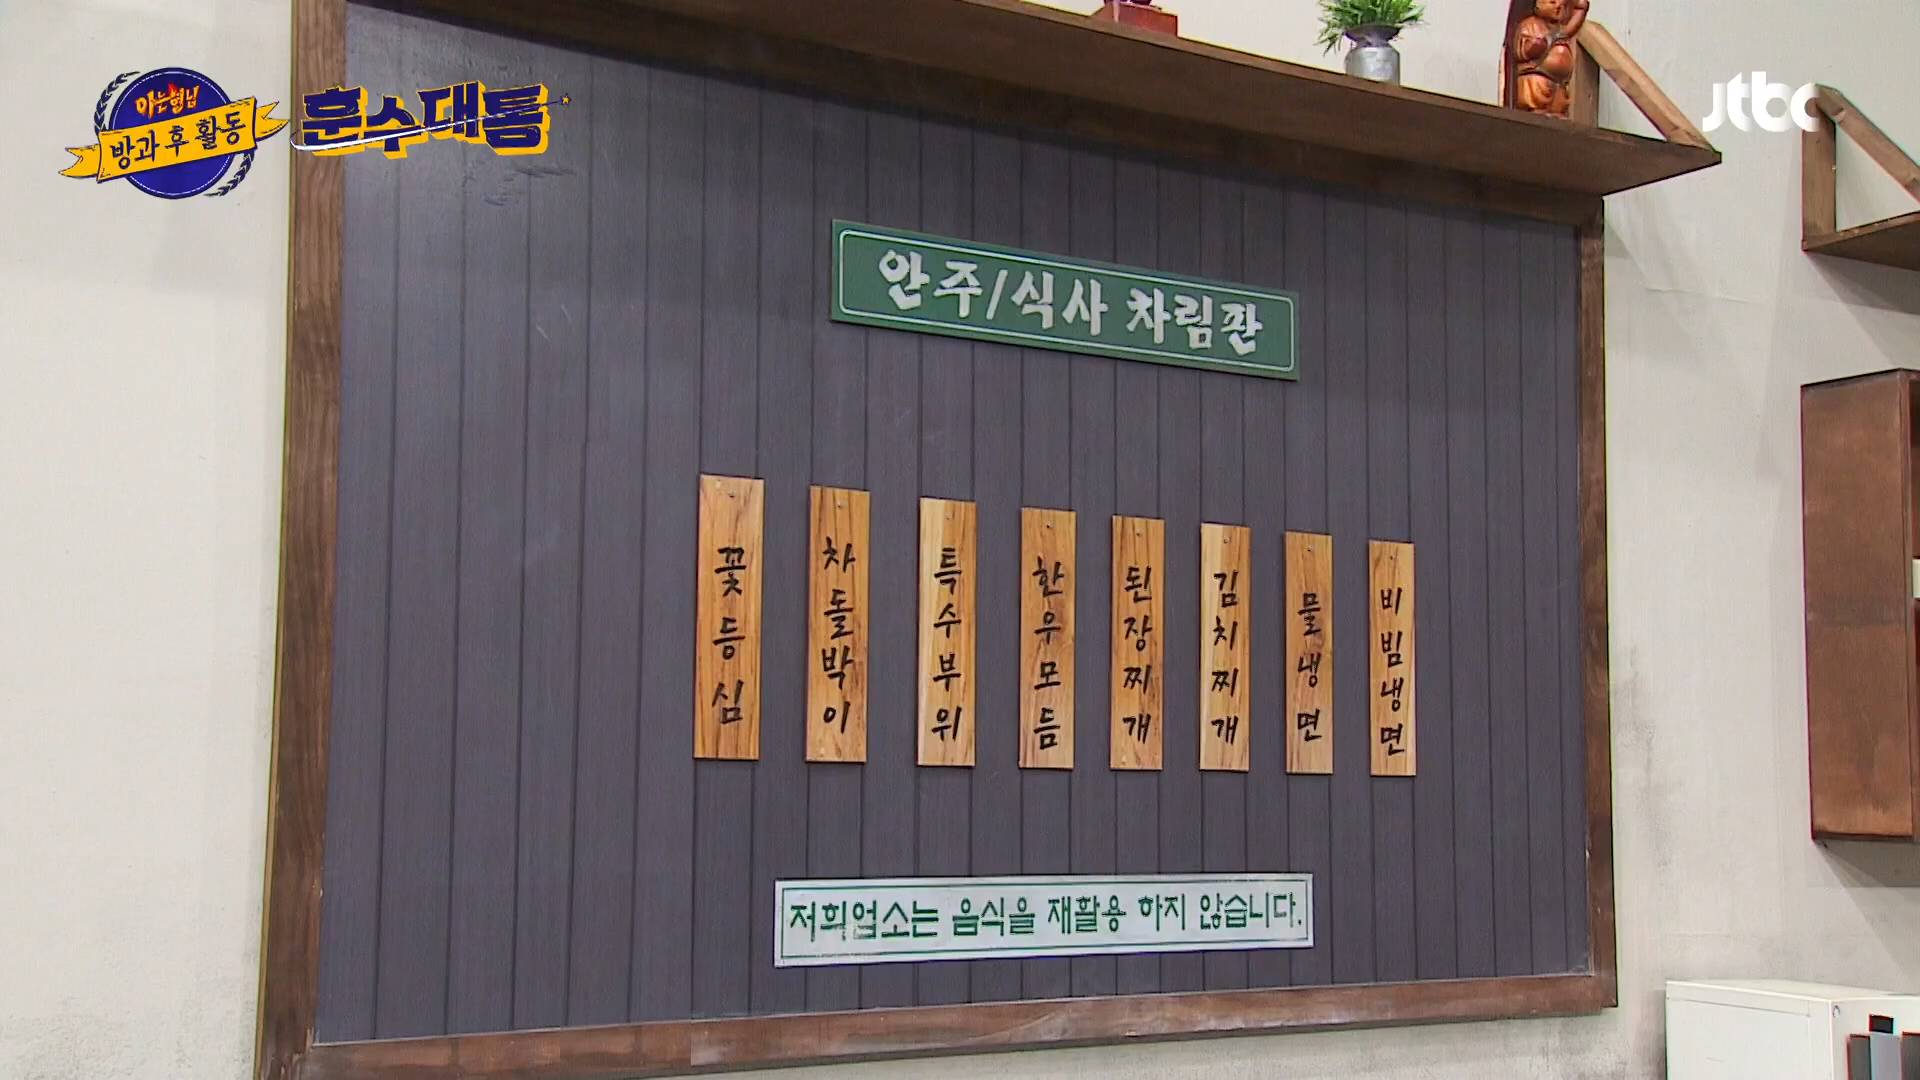 아는형님
방과 후 활동
훈수대통
jtbc
안주/식사 차림판
꽃등심
차돌박이
특수부위
한우모듬
된장찌개
김치찌개
물냉면
비빔냉면
저희업소는 음식을 재활용 하지 않습니다.